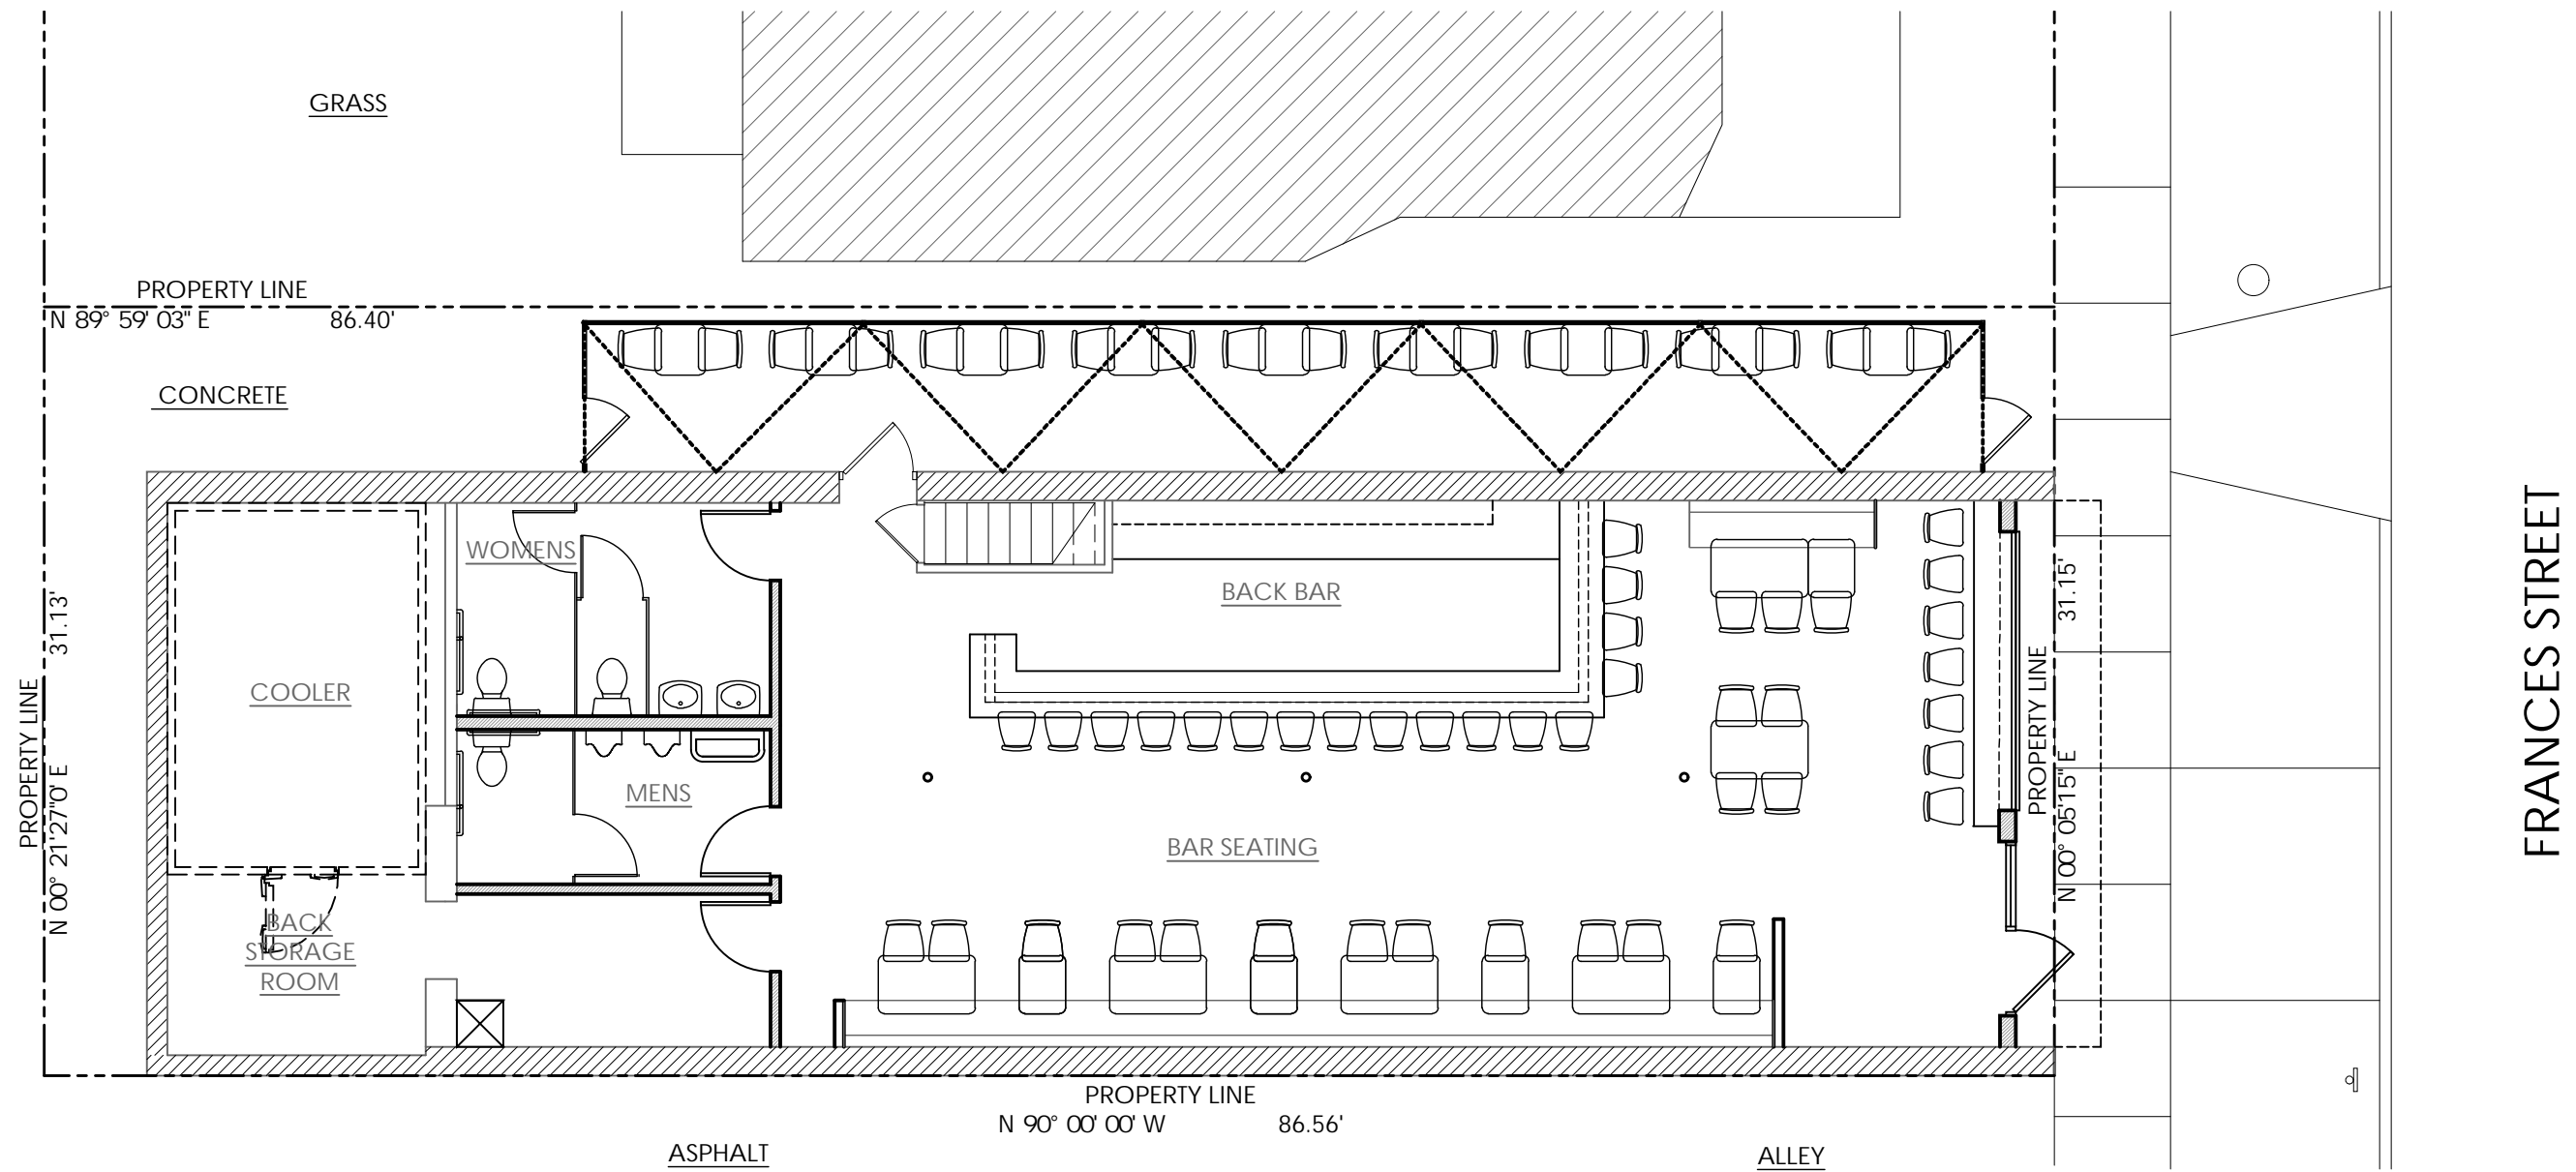 GRASS
PROPERTY LINE
N 89° 59' 03" E 86.40'
CONCRETE
WOMENS
BACK BAR
COOLER
MENS
BAR SEATING
BACK
STORAGE
ROOM
PROPERTY LINE
N 00° 21'27"0' E 31.13'
PROPERTY LINE
N 00° 05'15" E 31.15'
FRANCES STREET
PROPERTY LINE
N 90° 00' 00' W 86.56'
ASPHALT
ALLEY